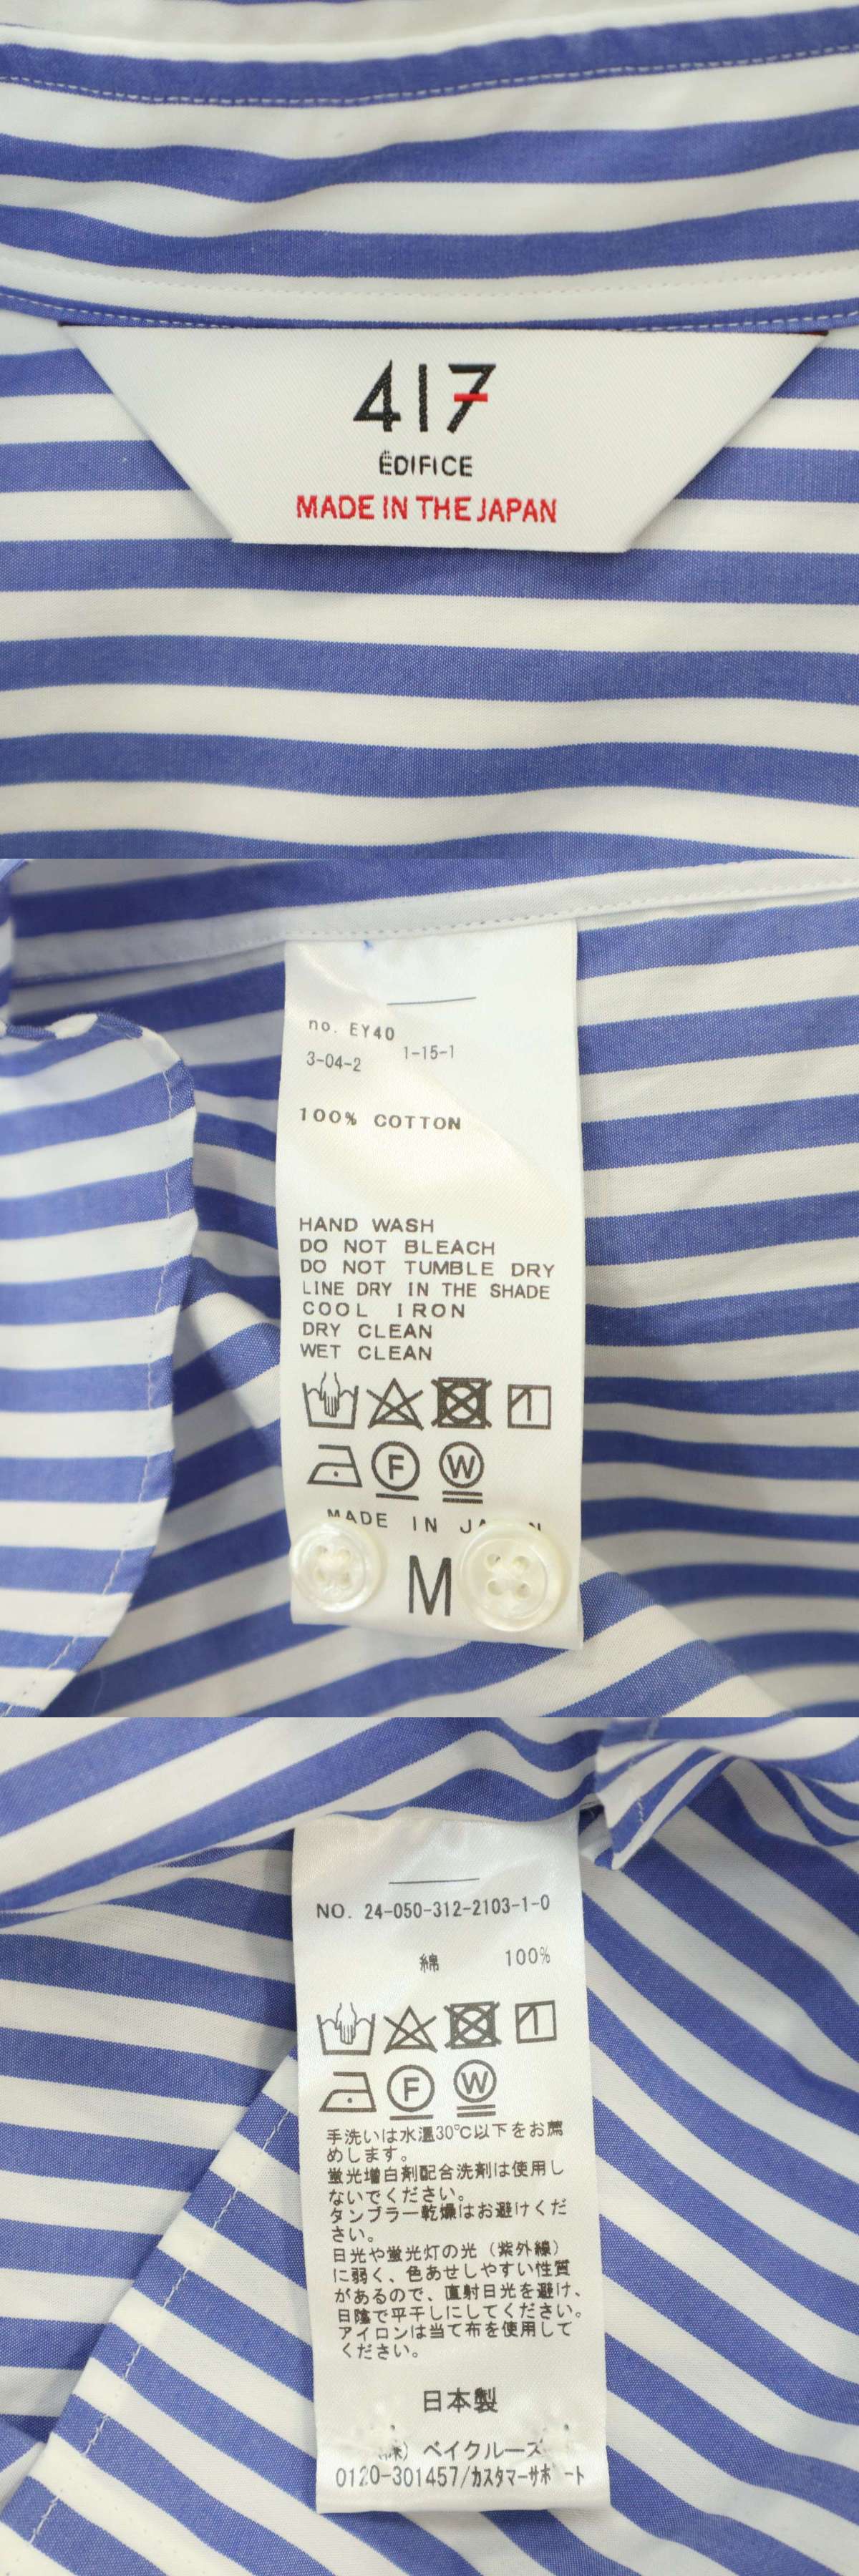 417
ÉDIFICE
MADE IN THE JAPAN
no. EY40
3-04-2 1-15-1
100% COTTON
HAND WASH
DO NOT BLEACH
DO NOT TUMBLE DRY
LINE DRY IN THE SHADE
COOL IRON
DRY CLEAN
WET CLEAN
F W
MADE IN
M
NO. 24-050-312-2103-1-0
綿 100%
F W
手洗いは水温30℃以下をお薦
めします。
蛍光増白剤配合洗剤は使用し
ないでください。
タンブラー乾燥はお避けくだ
さい。
日光や蛍光灯の光（紫外線）
に弱く、色あせしやすい性質
があるので、直射日光を避け、
日陰で平干しにしてください。
アイロンは当て布を使用して
ください。
日本製
(株) ベイクルーズ
0120-301457/カスタマーサポート